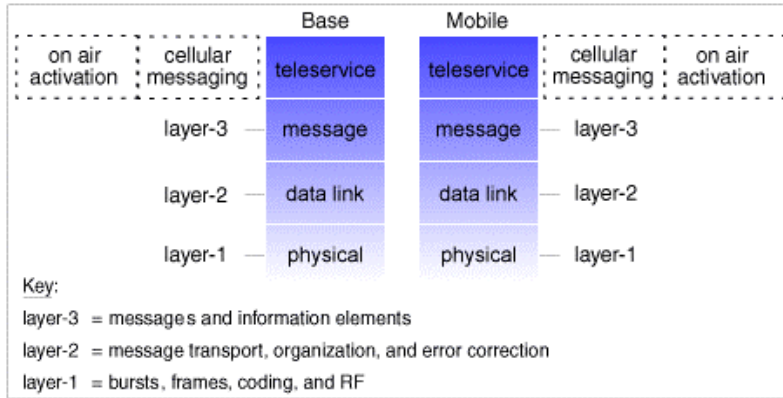 Base Mobile
on air activation cellular messaging teleservice teleservice cellular messaging on air activation
layer-3 message message layer-3
layer-2 data link data link layer-2
layer-1 physical physical layer-1
Key:
layer-3 = messages and information elements
layer-2 = message transport, organization, and error correction
layer-1 = bursts, frames, coding, and RF